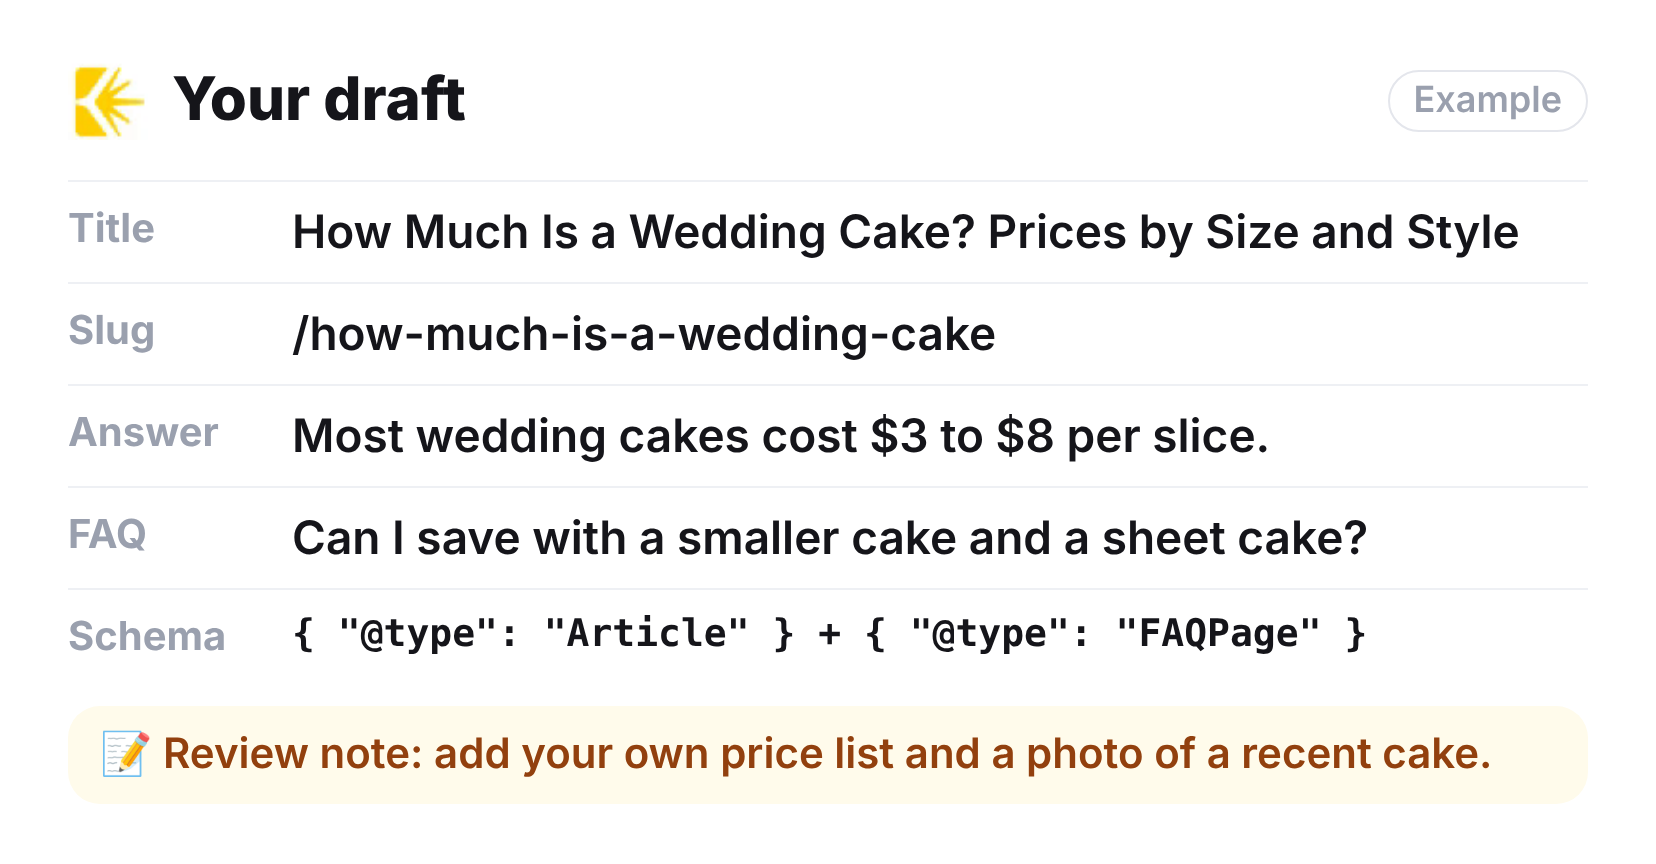 Your draft
Example
Title
How Much Is a Wedding Cake? Prices by Size and Style
Slug
/how-much-is-a-wedding-cake
Answer
Most wedding cakes cost $3 to $8 per slice.
FAQ
Can I save with a smaller cake and a sheet cake?
Schema
{ "@type": "Article" } + { "@type": "FAQPage" }
📝 Review note: add your own price list and a photo of a recent cake.